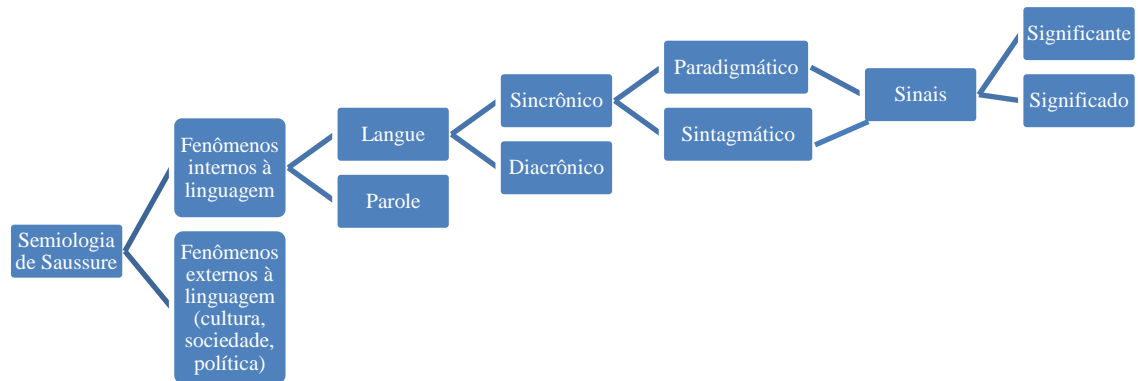 Semiologia
de Saussure
Fenômenos
internos à
linguagem
Fenômenos
externos à
linguagem
(cultura,
sociedade,
política)
Langue
Parole
Sincrônico
Diacrônico
Paradigmático
Sintagmático
Sinais
Significante
Significado